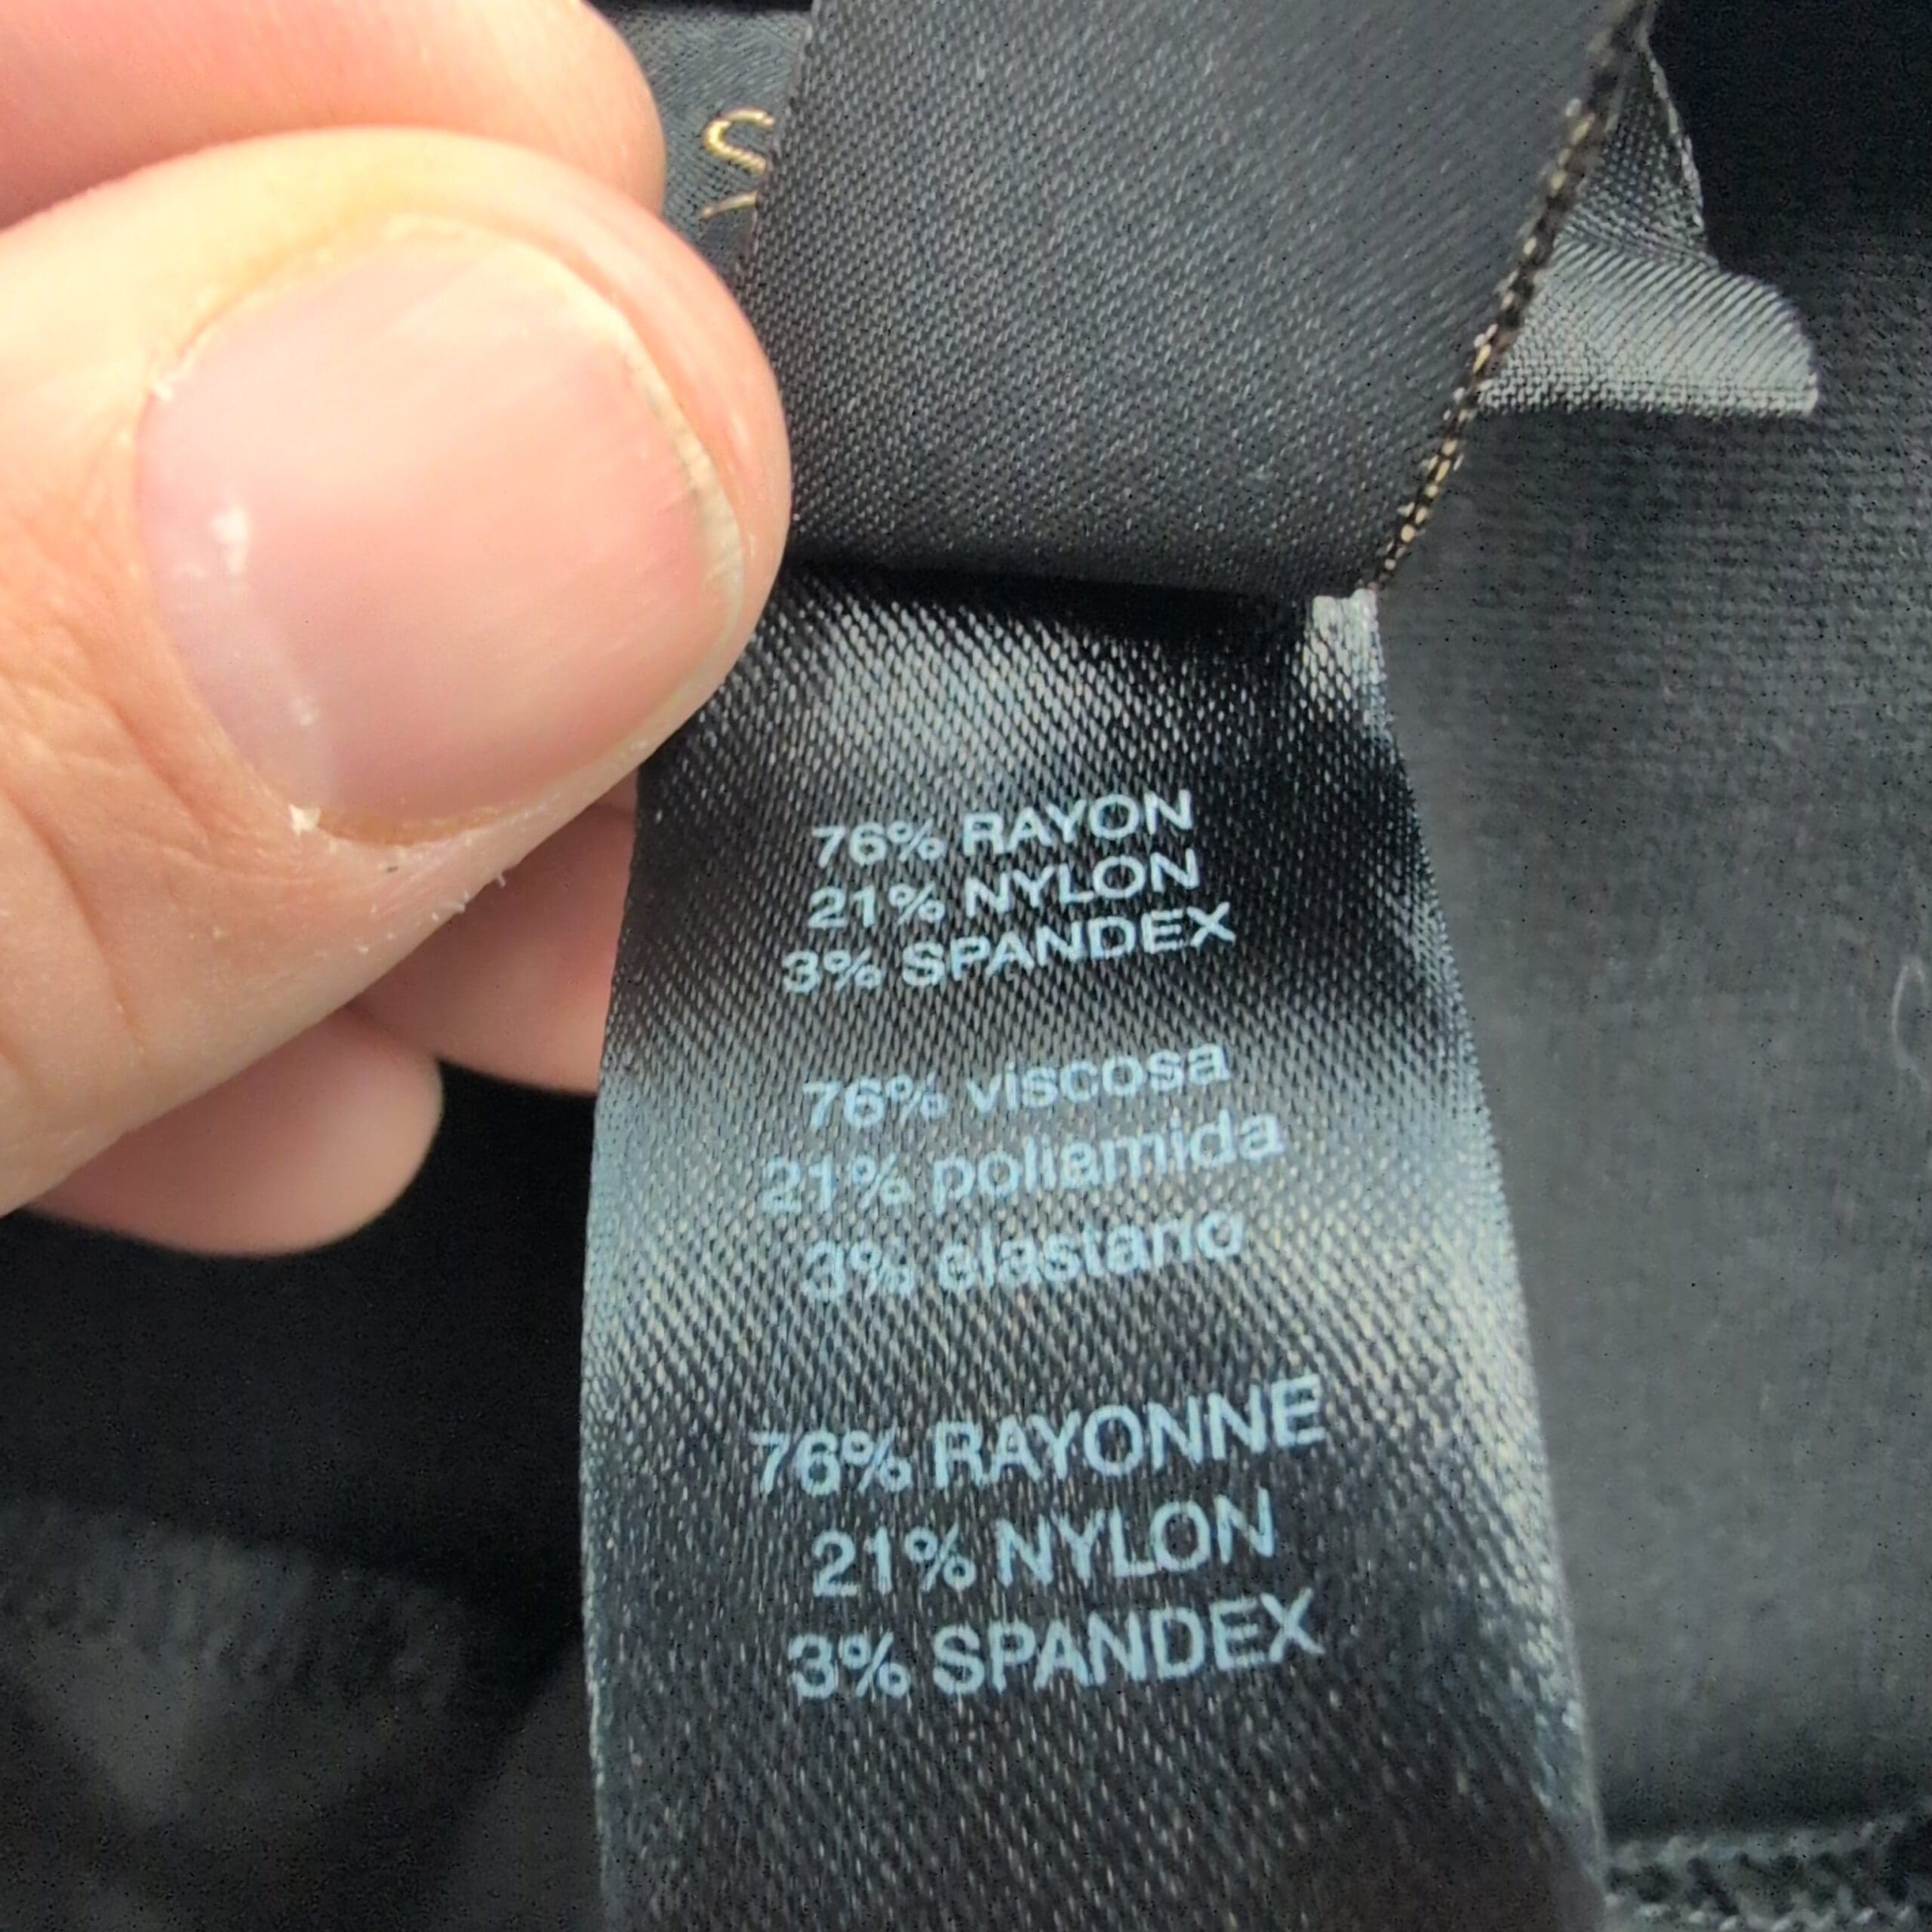 S
76% RAYON
21% NYLON
3% SPANDEX
76% viscosa
21% poliamida
3% elastano
76% RAYONNE
21% NYLON
3% SPANDEX